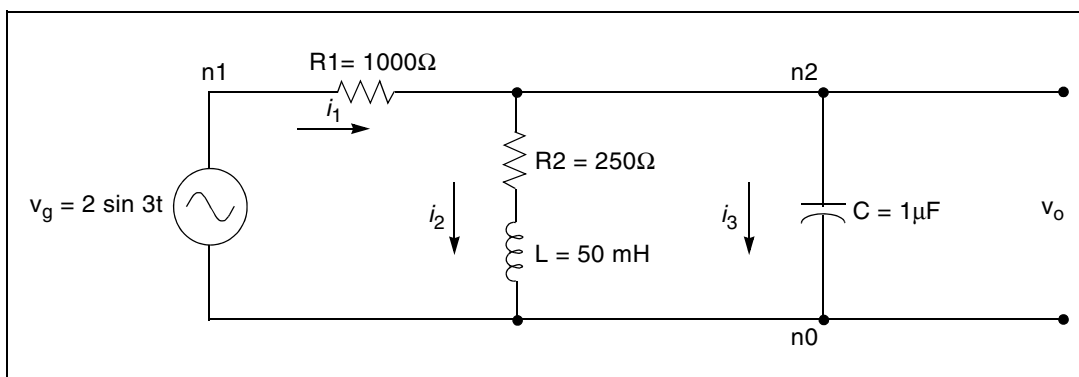 n1
R1= 1000Ω
i1
n2
R2 = 250Ω
vg = 2 sin 3t
i2
i3
C = 1μF
vo
L = 50 mH
n0